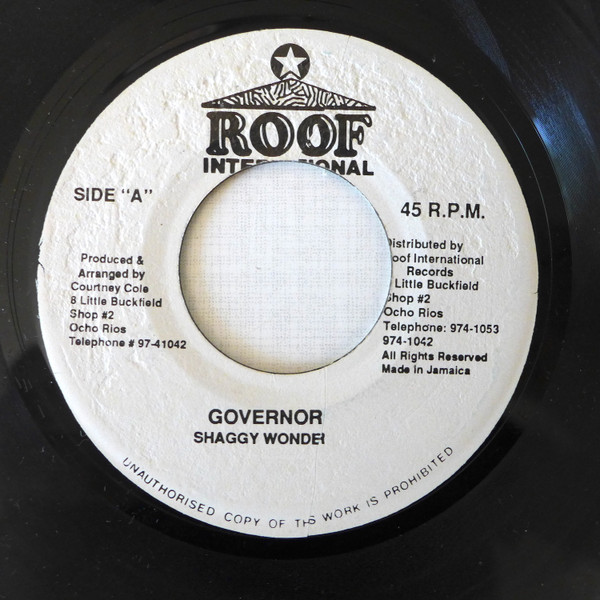 ROOF
INTERNATIONAL
SIDE "A"
45 R.P.M.
Produced &
Arranged by
Courtney Cole
8 Little Buckfield
Shop #2
Ocho Rios
Telephone # 97-41042
Distributed by
Roof International
Records
Little Buckfield
Shop #2
Ocho Rios
Telephone: 974-1053
974-1042
All Rights Reserved
Made in Jamaica
GOVERNOR
SHAGGY WONDER
UNAUTHORISED COPY OF THIS WORK IS PROHIBITED